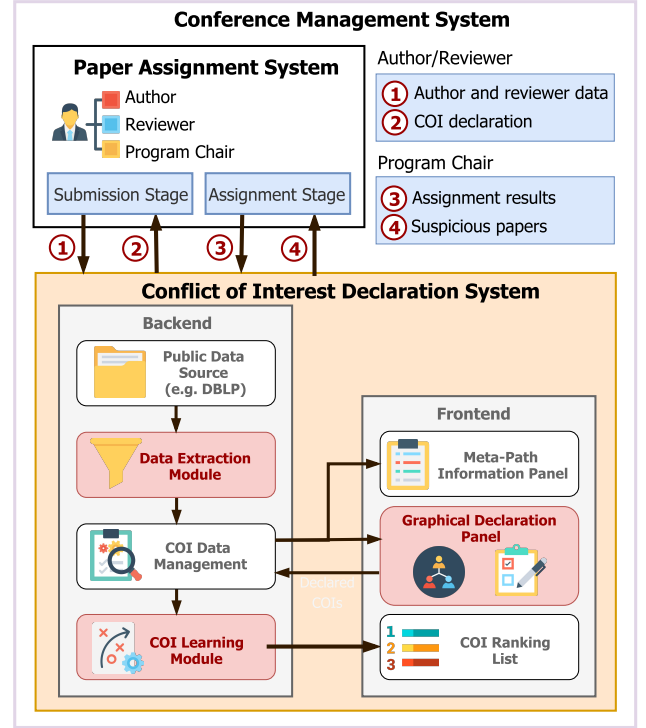 Conference Management System
Paper Assignment System
Author
Reviewer
Program Chair
Submission Stage
Assignment Stage
Author/Reviewer
1 Author and reviewer data
2 COI declaration
Program Chair
3 Assignment results
4 Suspicious papers
1
2
3
4
Conflict of Interest Declaration System
Backend
Public Data
Source
(e.g. DBLP)
Data Extraction
Module
COI Data
Management
COI Learning
Module
Declared
COIs
Frontend
Meta-Path
Information Panel
Graphical Declaration
Panel
1
2
3
COI Ranking
List